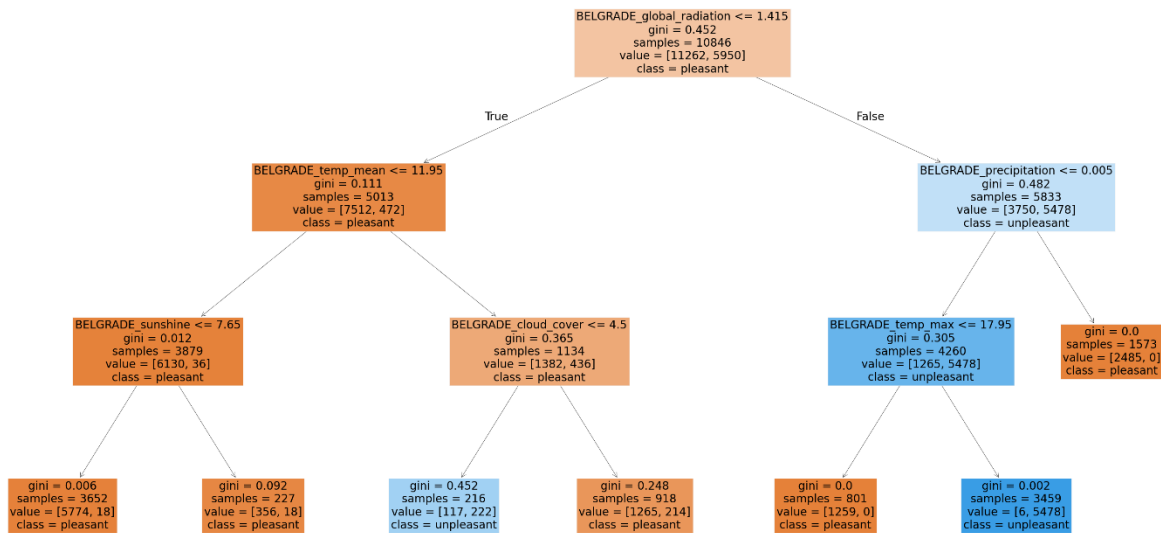 BELGRADE_global_radiation <= 1.415
gini = 0.452
samples = 10846
value = [11262, 5950]
class = pleasant
True
False
BELGRADE_temp_mean <= 11.95
gini = 0.111
samples = 5013
value = [7512, 472]
class = pleasant
BELGRADE_precipitation <= 0.005
gini = 0.482
samples = 5833
value = [3750, 5478]
class = unpleasant
BELGRADE_sunshine <= 7.65
gini = 0.012
samples = 3879
value = [6130, 36]
class = pleasant
BELGRADE_cloud_cover <= 4.5
gini = 0.365
samples = 1134
value = [1382, 436]
class = pleasant
BELGRADE_temp_max <= 17.95
gini = 0.305
samples = 4260
value = [1265, 5478]
class = unpleasant
gini = 0.0
samples = 1573
value = [2485, 0]
class = pleasant
gini = 0.006
samples = 3652
value = [5774, 18]
class = pleasant
gini = 0.092
samples = 227
value = [356, 18]
class = pleasant
gini = 0.452
samples = 216
value = [117, 222]
class = unpleasant
gini = 0.248
samples = 918
value = [1265, 214]
class = pleasant
gini = 0.0
samples = 801
value = [1259, 0]
class = pleasant
gini = 0.002
samples = 3459
value = [6, 5478]
class = unpleasant